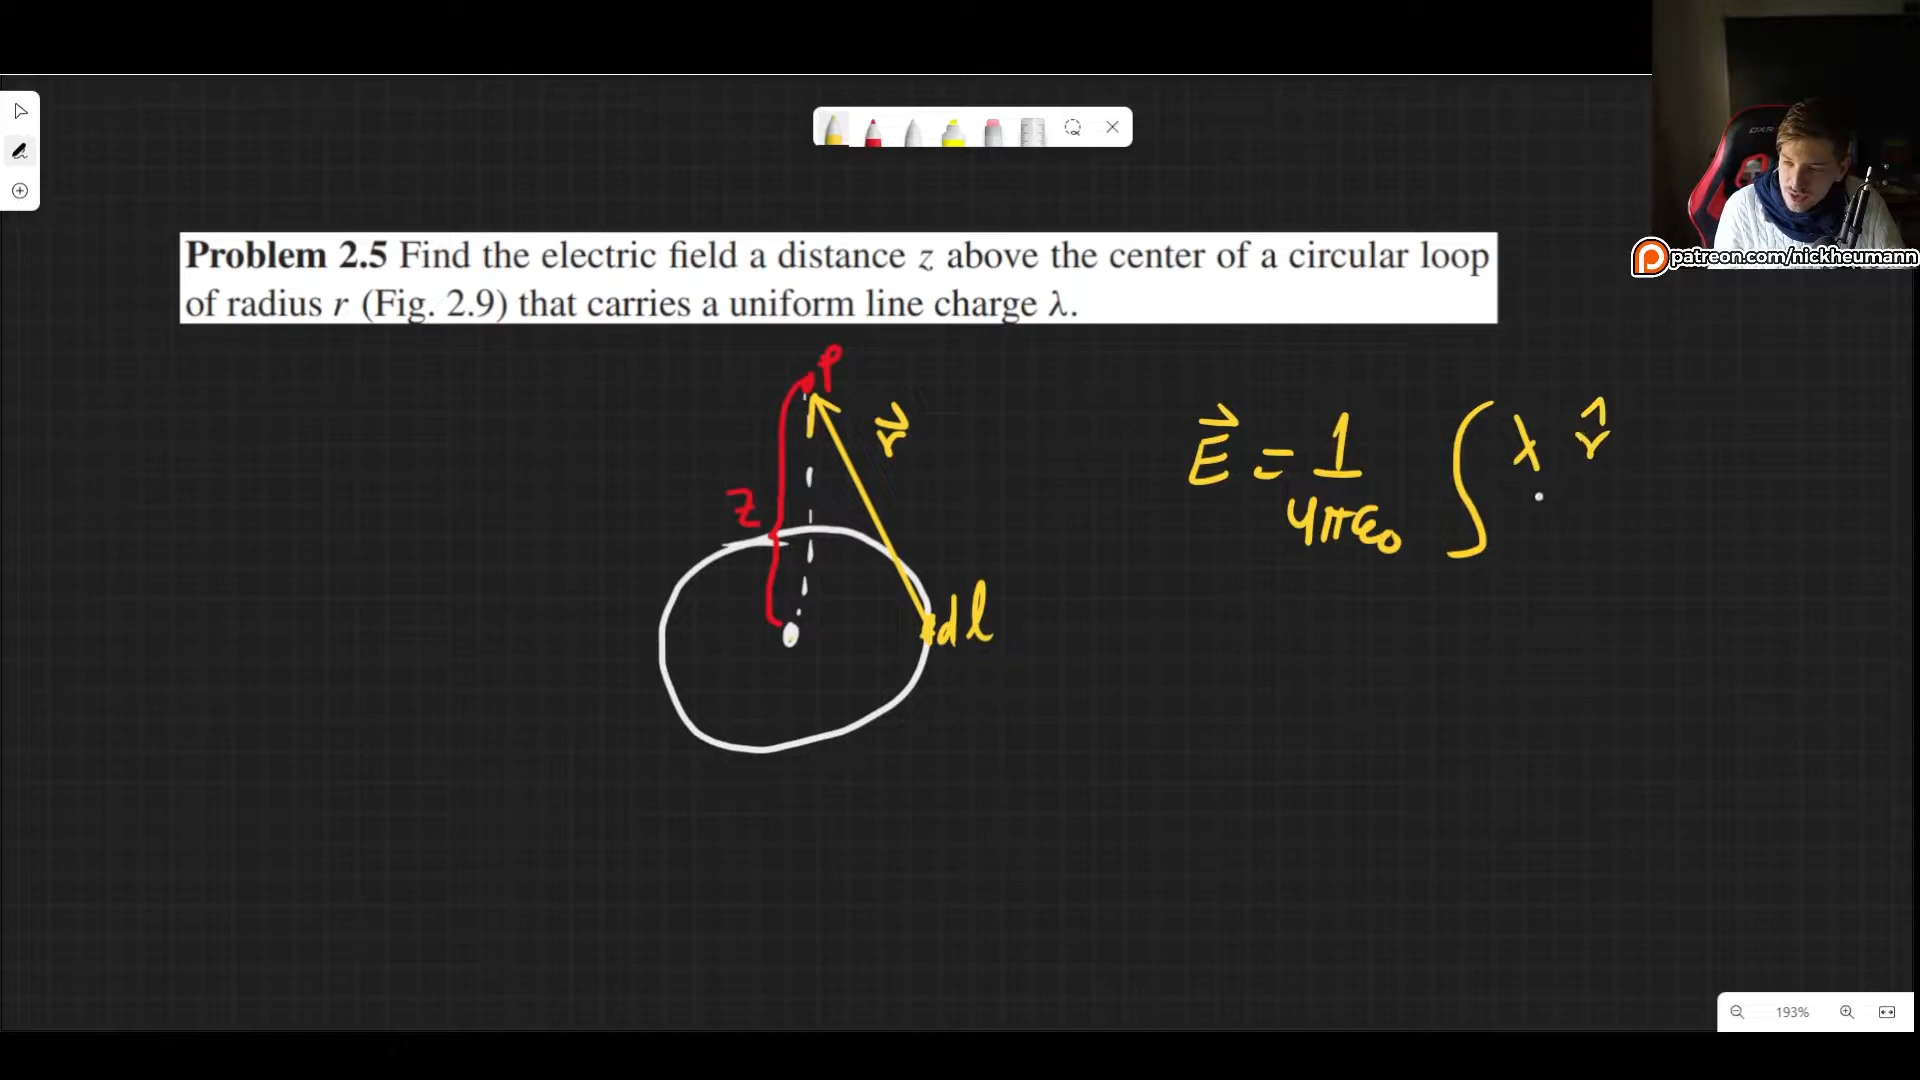 patreon.com/nickheumann
Problem 2.5 Find the electric field a distance z above the center of a circular loop
of radius r (Fig. 2.9) that carries a uniform line charge λ.
P
r⃗
z
dl
E⃗ = 1/4πε₀ ∫ λ r̂
193%